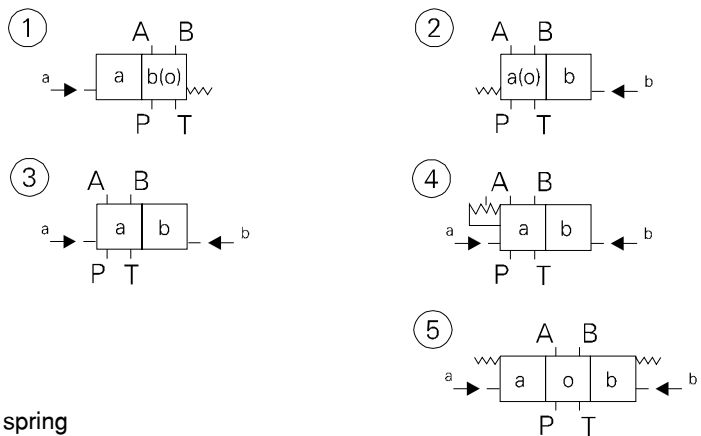 1 A B
2 A B
a a b(o)
a(o) b b
P T
P T
3 A B
4 A B
a a b b
a a b b
P T
P T
5 A B
a a o b b
P T
spring